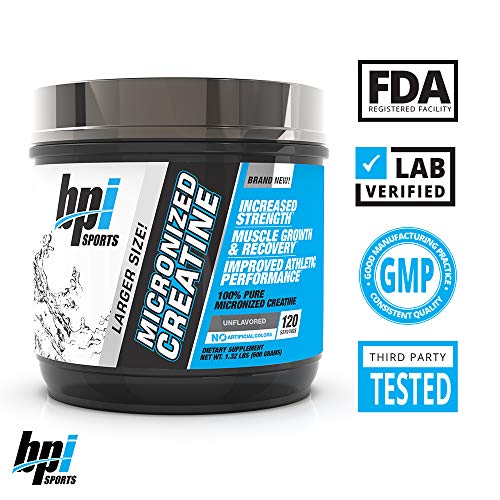 bpi
SPORTS
LARGER SIZE!
MICRONIZED
CREATINE
BRAND NEW!
INCREASED
STRENGTH*
MUSCLE GROWTH
& RECOVERY*
IMPROVED ATHLETIC
PERFORMANCE*
100% PURE
MICRONIZED CREATINE
UNFLAVORED
120
SERVINGS
NO ARTIFICIAL COLORS
DIETARY SUPPLEMENT
NET WT. 1.32 LBS (600 GRAMS)
FDA
REGISTERED FACILITY
LAB
VERIFIED
GOOD MANUFACTURING PRACTICE
GMP
CONSISTENT QUALITY
THIRD PARTY
TESTED
bpi
SPORTS